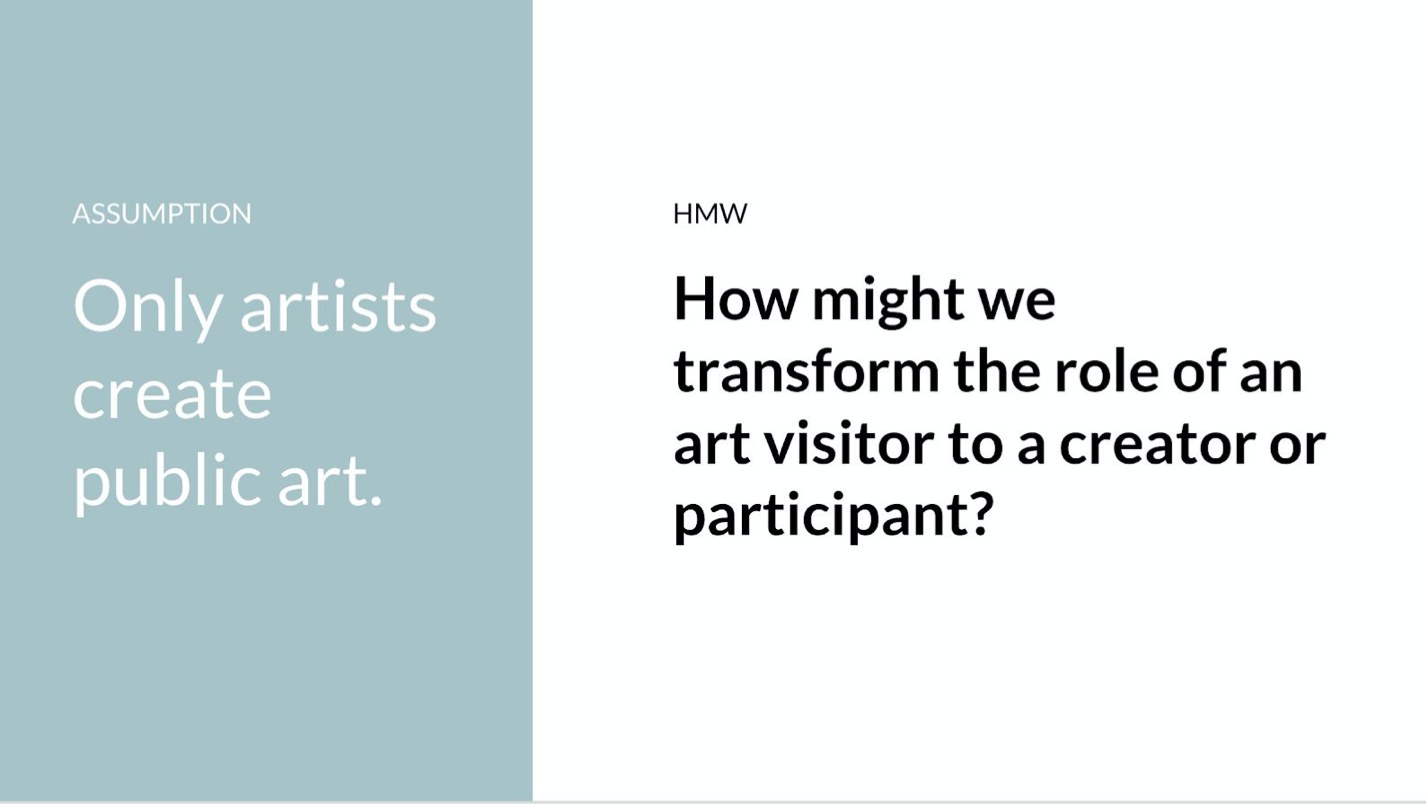 ASSUMPTION
Only artists
create
public art.
HMW
How might we
transform the role of an
art visitor to a creator or
participant?